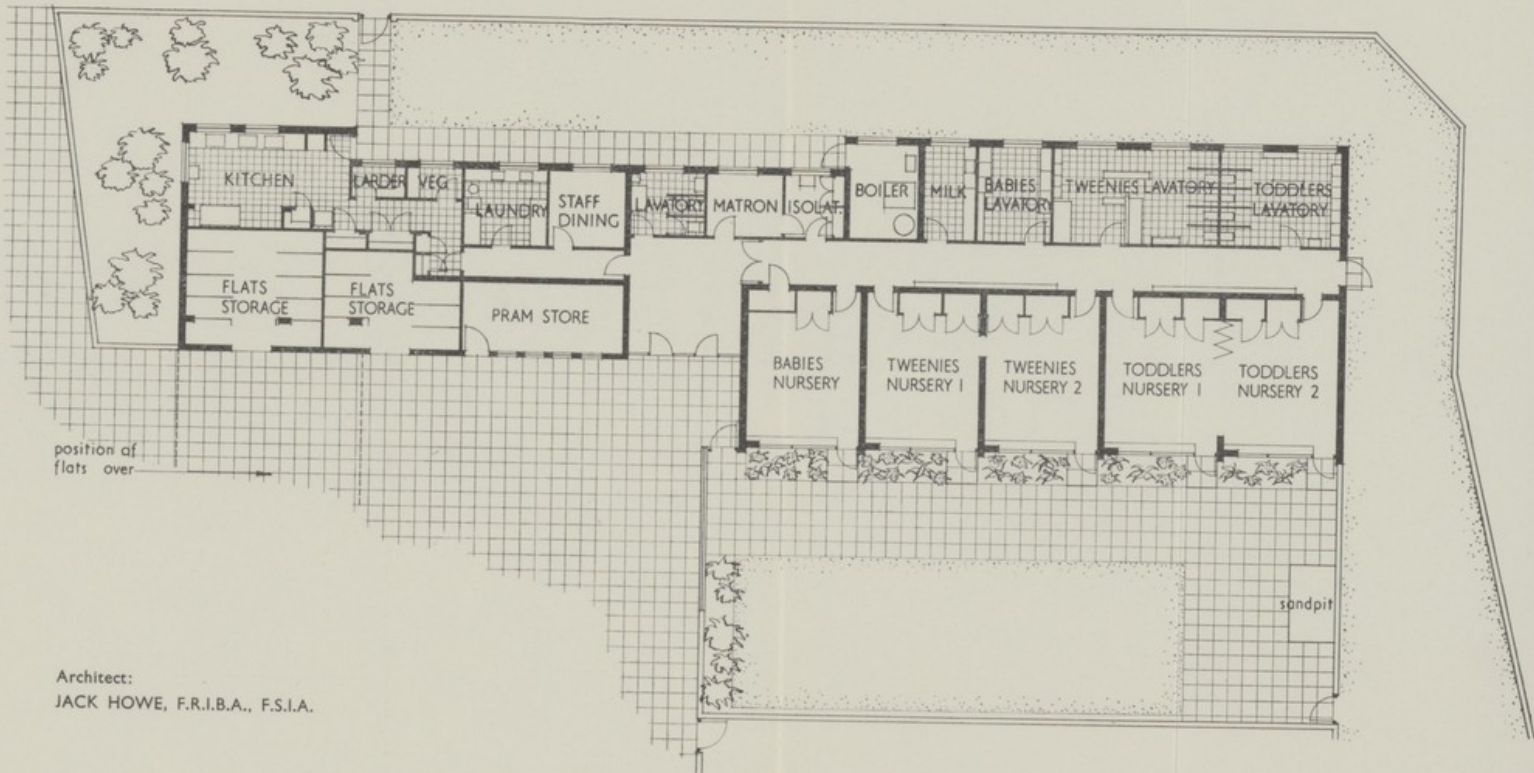 KITCHEN
LARDER
VEG
LAUNDRY
STAFF
DINING
LAVATORY
MATRON
ISOLAT.
BOILER
MILK
BABIES
LAVATORY
TWEENIES LAVATORY
TODDLERS
LAVATORY
FLATS
STORAGE
FLATS
STORAGE
PRAM STORE
BABIES
NURSERY
TWEENIES
NURSERY I
TWEENIES
NURSERY 2
TODDLERS
NURSERY I
TODDLERS
NURSERY 2
position of
flats over
sandpit
Architect:
JACK HOWE, F.R.I.B.A., F.S.I.A.